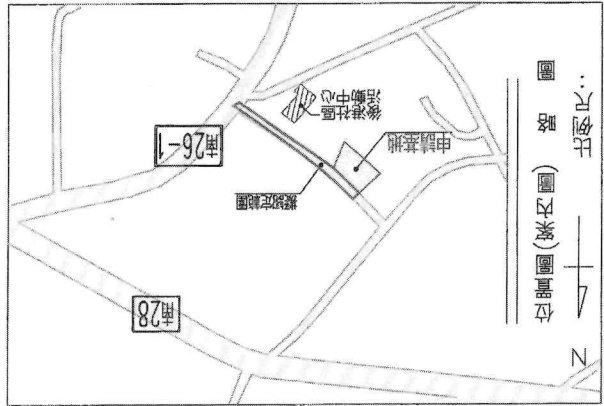 N
位置圖(案內圖) 略圖
比例尺:
南28
南26-1
擬認定範圍
申請基地
後港社區
活動中心